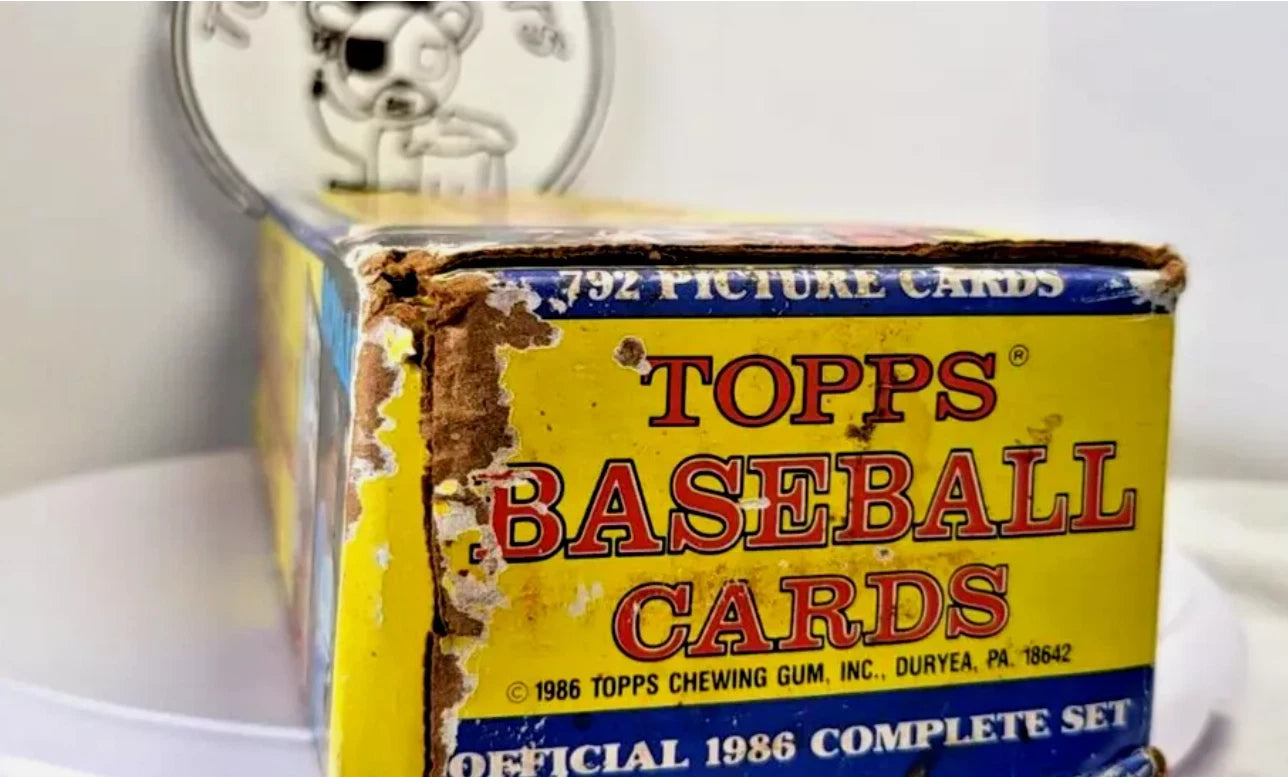 792 PICTURE CARDS
TOPPS®
BASEBALL
CARDS
© 1986 TOPPS CHEWING GUM, INC., DURYEA, PA. 18642
OFFICIAL 1986 COMPLETE SET